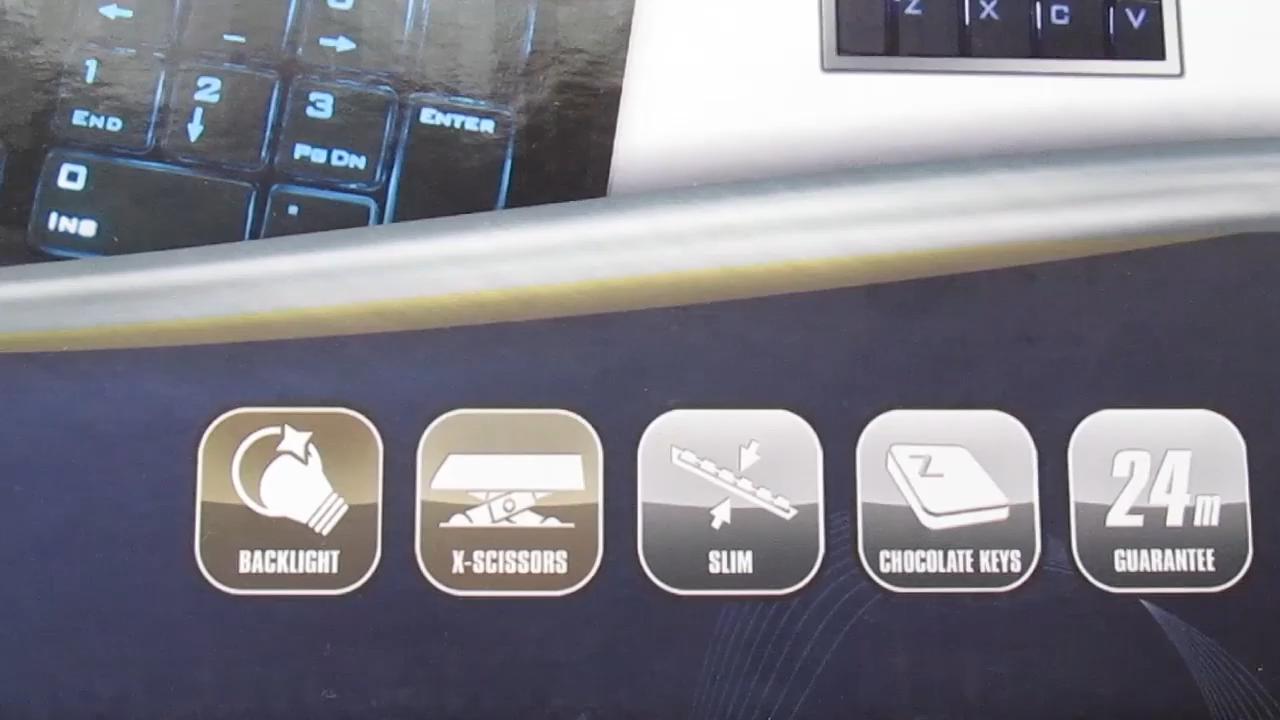 Z X C V
1 2 3 ENTER
END PG DN
0
INS
Z
24m
BACKLIGHT X-SCISSORS SLIM CHOCOLATE KEYS GUARANTEE